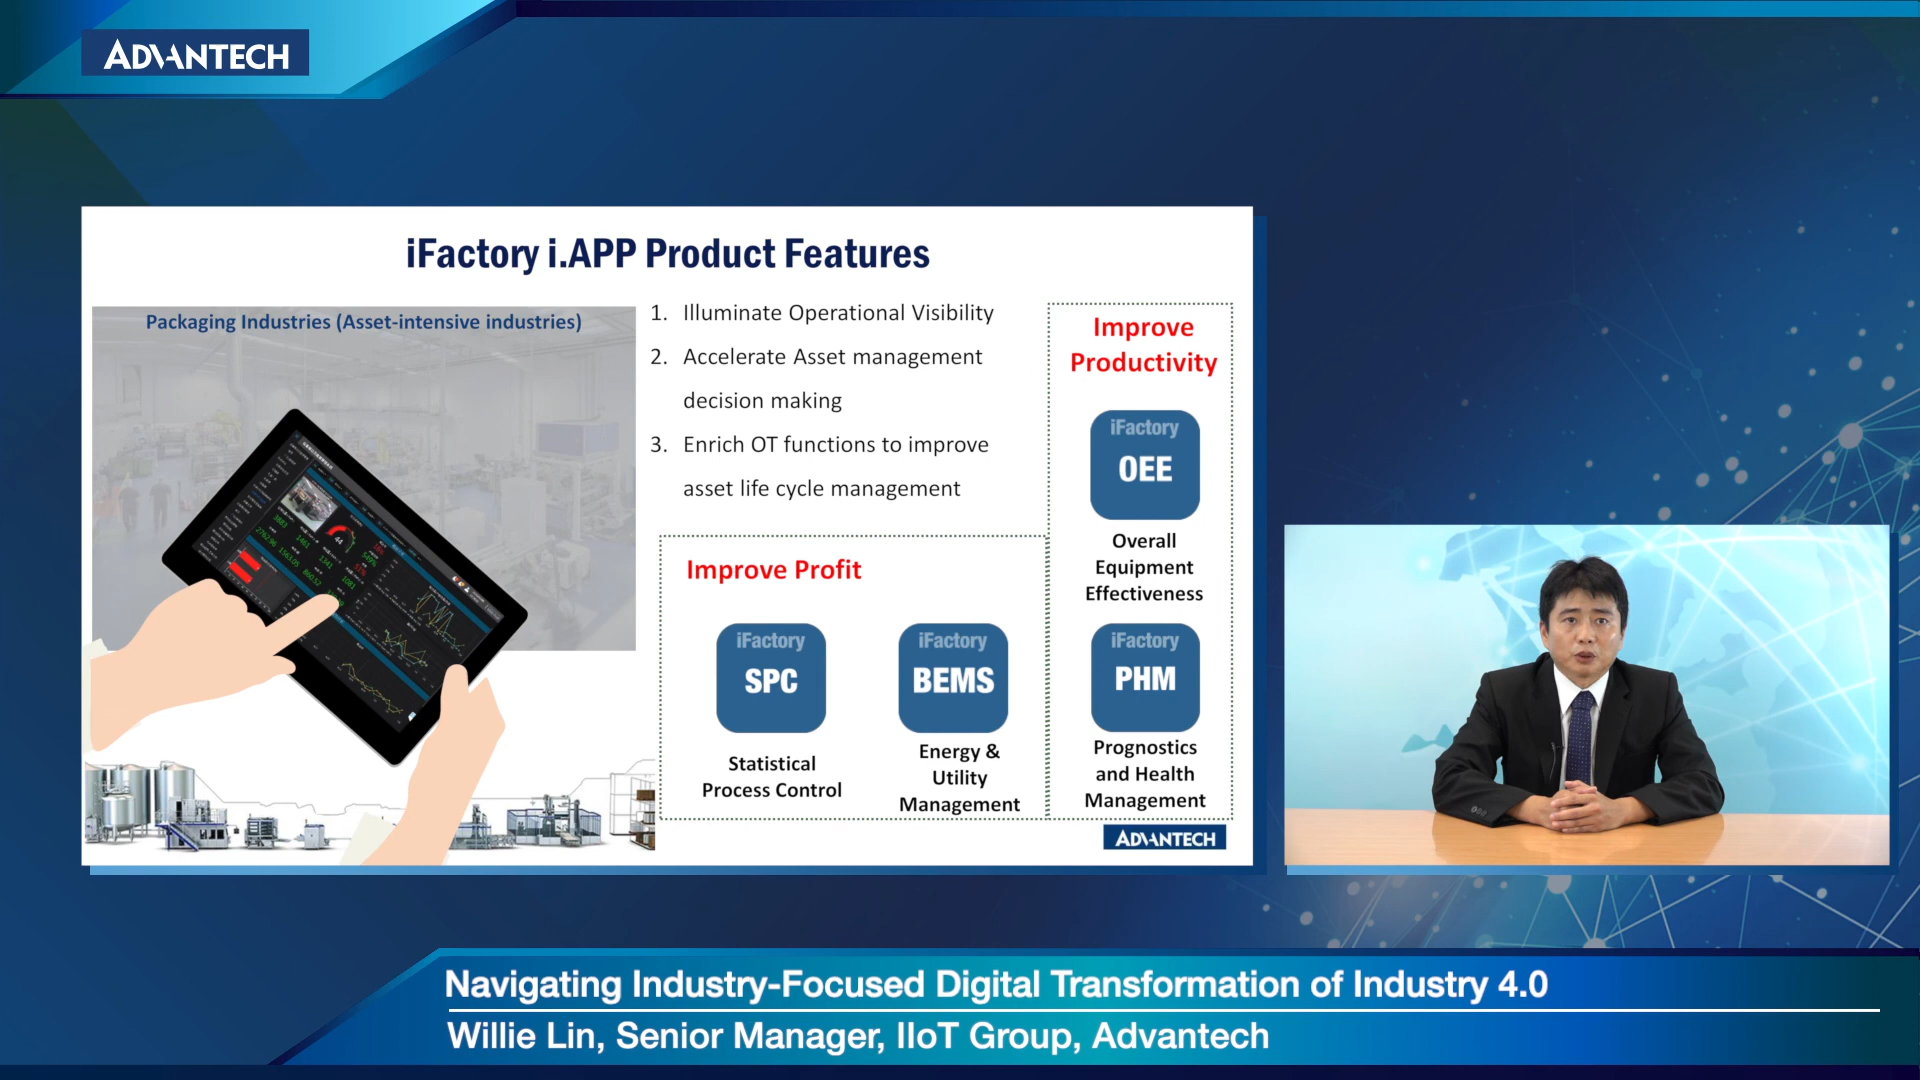 ADVANTECH
iFactory i.APP Product Features
Packaging Industries (Asset-intensive industries)
1. Illuminate Operational Visibility
2. Accelerate Asset management
decision making
3. Enrich OT functions to improve
asset life cycle management
Improve Profit
iFactory
SPC
Statistical
Process Control
iFactory
BEMS
Energy &
Utility
Management
Improve
Productivity
iFactory
OEE
Overall
Equipment
Effectiveness
iFactory
PHM
Prognostics
and Health
Management
ADVANTECH
Navigating Industry-Focused Digital Transformation of Industry 4.0
Willie Lin, Senior Manager, IIoT Group, Advantech